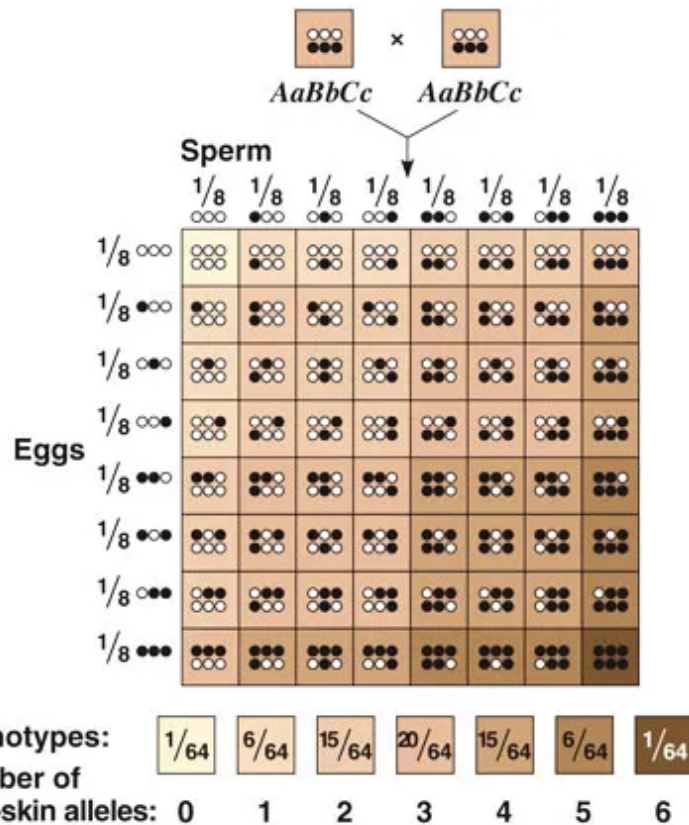 ×
AaBbCc AaBbCc
Sperm
1/8 1/8 1/8 1/8 1/8 1/8 1/8 1/8
1/8
1/8
1/8
1/8
Eggs
1/8
1/8
1/8
1/8
notypes: 1/64 6/64 15/64 20/64 15/64 6/64 1/64
ber of
-skin alleles: 0 1 2 3 4 5 6